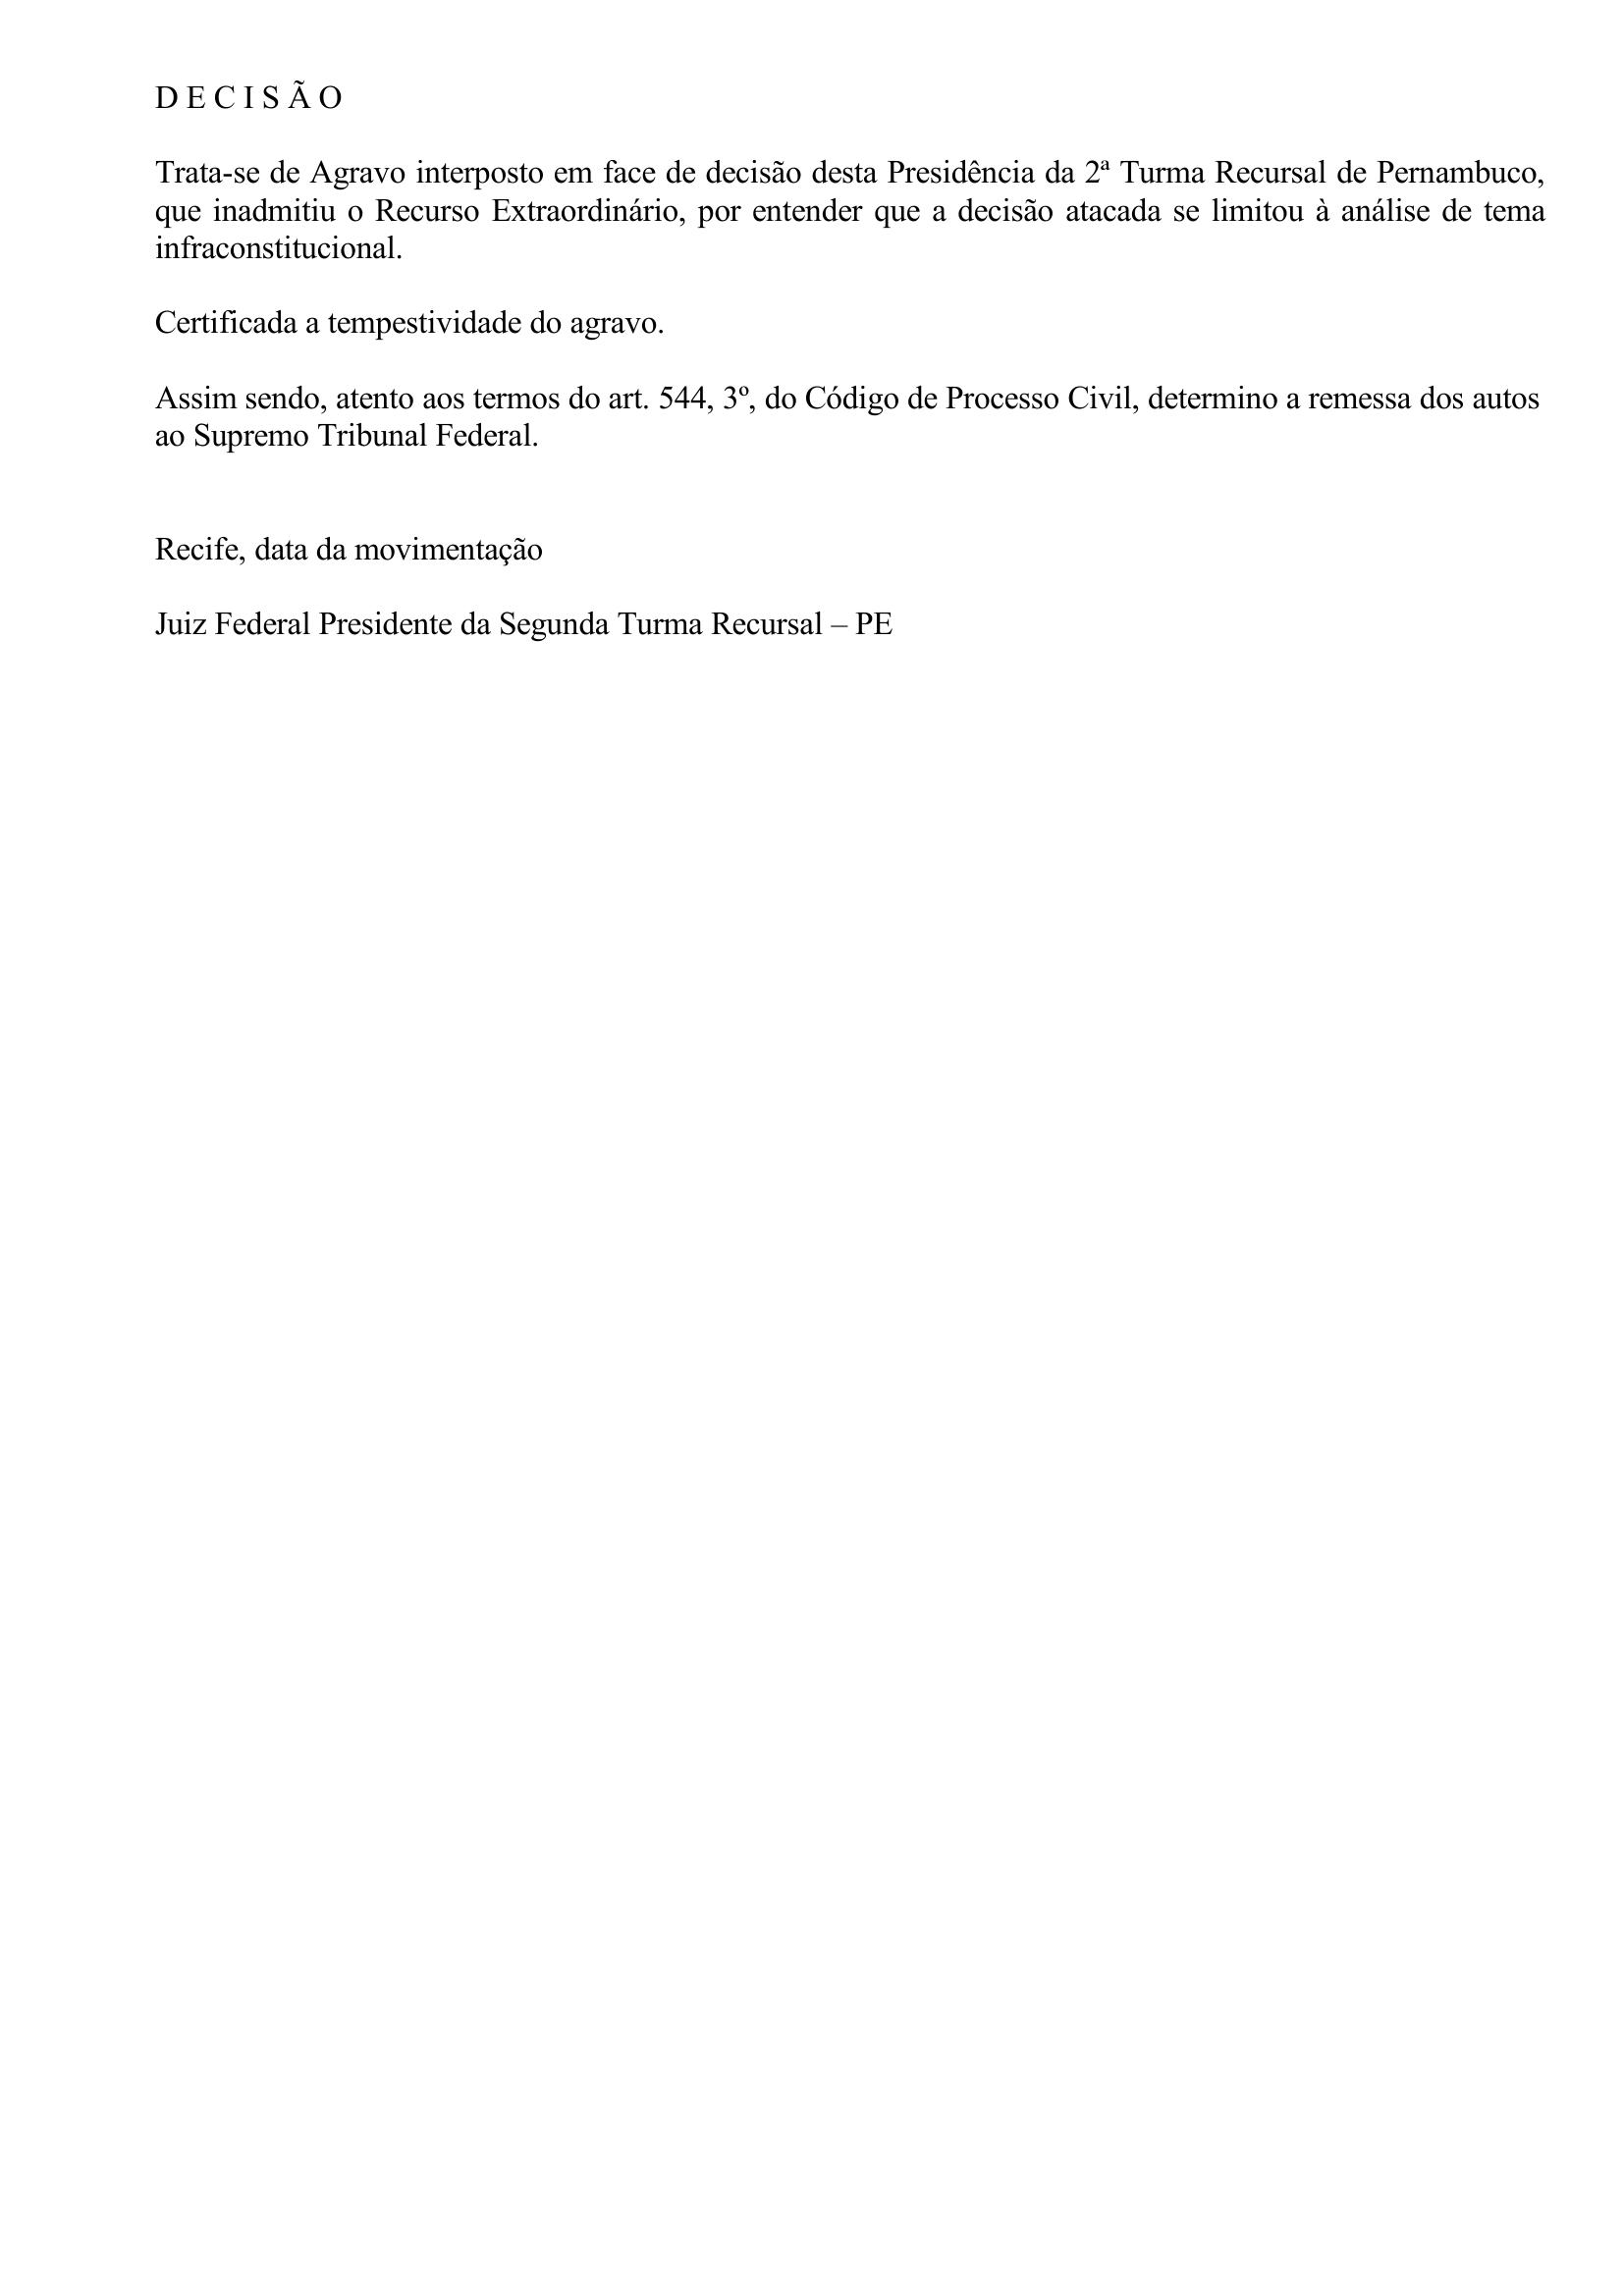 D E C I S Ã O
Trata-se de Agravo interposto em face de decisão desta Presidência da 2ª Turma Recursal de Pernambuco,
que inadmitiu o Recurso Extraordinário, por entender que a decisão atacada se limitou à análise de tema
infraconstitucional.
Certificada a tempestividade do agravo.
Assim sendo, atento aos termos do art. 544, 3º, do Código de Processo Civil, determino a remessa dos autos
ao Supremo Tribunal Federal.
Recife, data da movimentação
Juiz Federal Presidente da Segunda Turma Recursal – PE